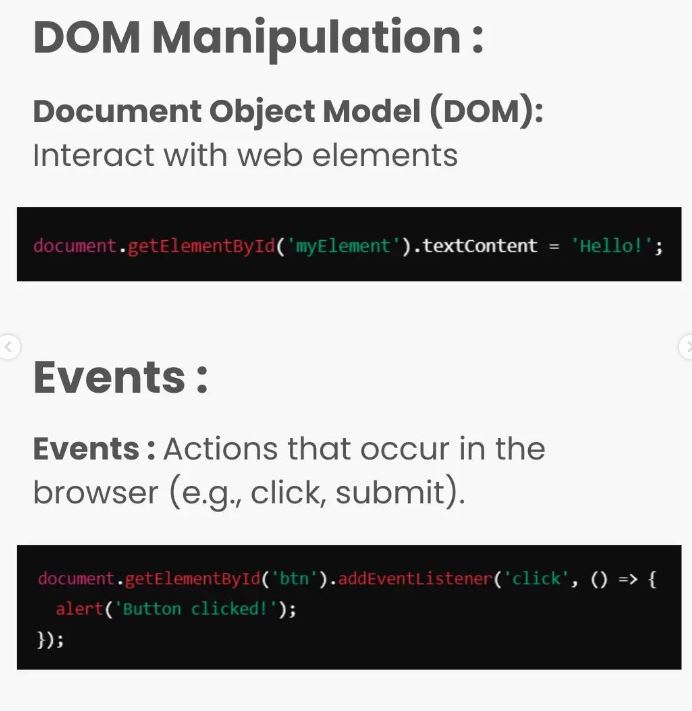 DOM Manipulation :
Document Object Model (DOM):
Interact with web elements
document.getElementById('myElement').textContent = 'Hello!';
Events :
Events : Actions that occur in the
browser (e.g., click, submit).
document.getElementById('btn').addEventListener('click', () => {
  alert('Button clicked!');
});